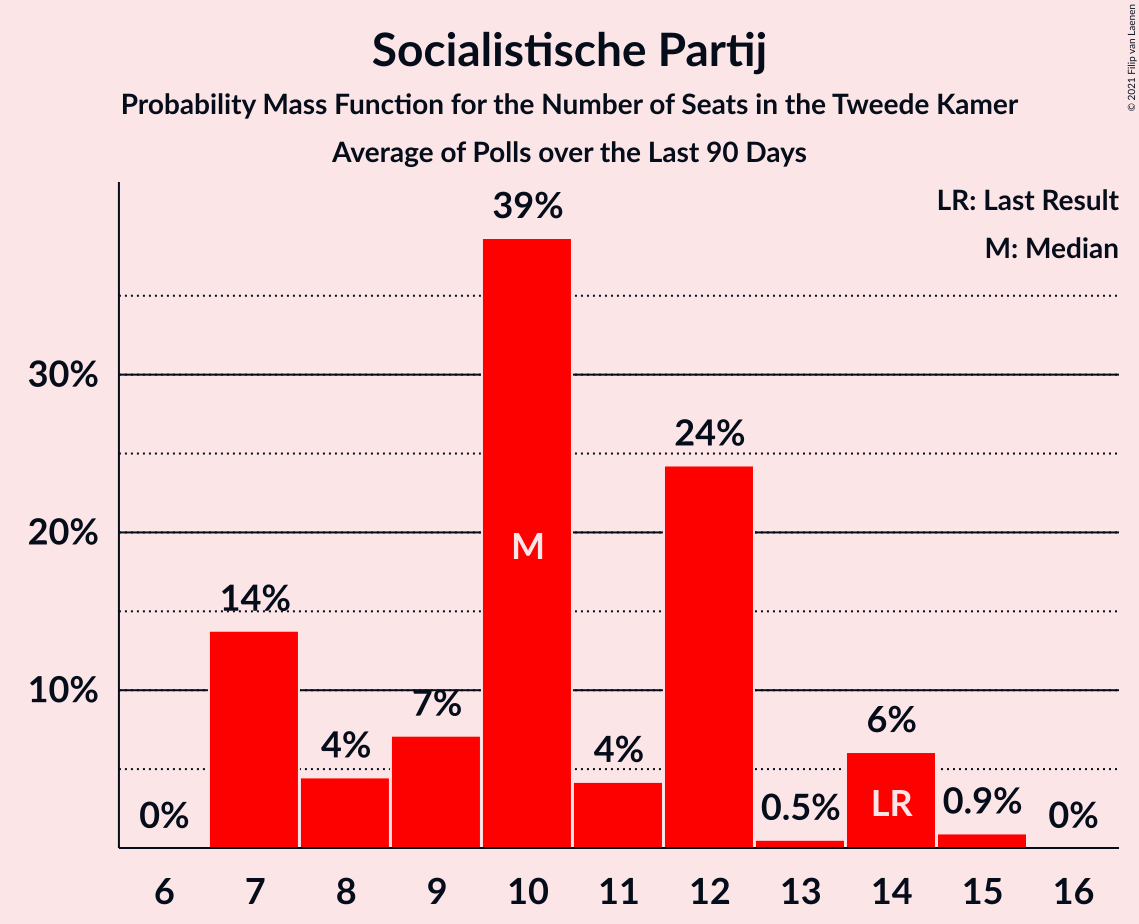 Socialistische Partij
Probability Mass Function for the Number of Seats in the Tweede Kamer
Average of Polls over the Last 90 Days
© 2021 Filip van Laenen
LR: Last Result
M: Median
39%
30%
24%
20%
M
14%
10%
7%
6%
4%
4%
LR
0.5%
0.9%
0%
0%
6 7 8 9 10 11 12 13 14 15 16